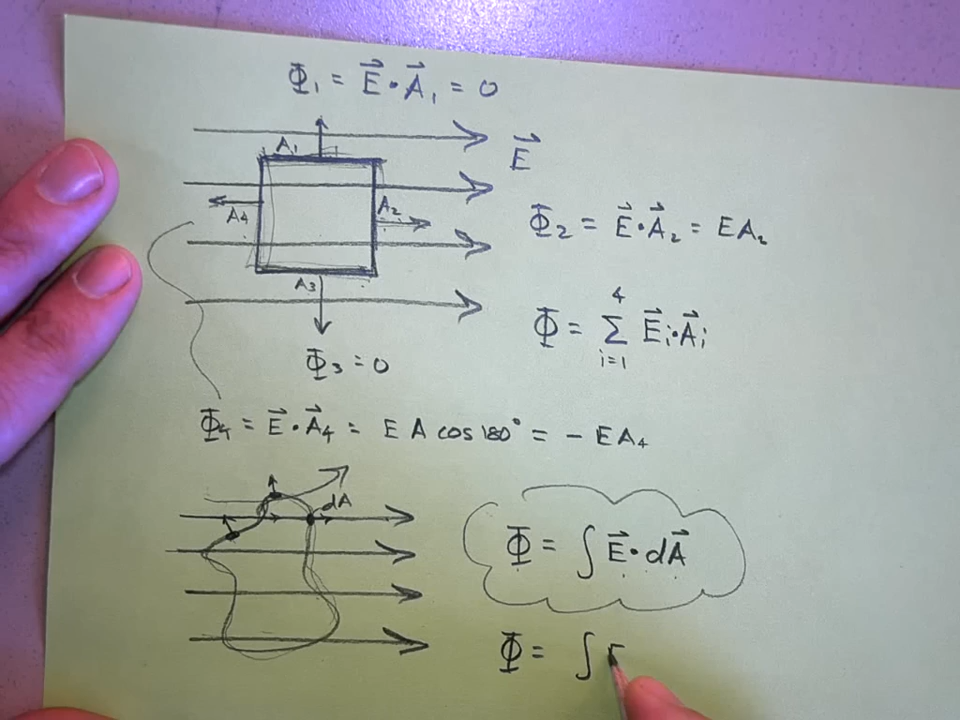 Φ₁ = E⃗ · A⃗₁ = 0
A₁
E⃗
A₄
A₂
Φ₂ = E⃗ · A⃗₂ = EA₂
A₃
Φ = Σ E⃗ᵢ · A⃗ᵢ
4
i=1
Φ₃ = 0
Φ₄ = E⃗ · A⃗₄ = E A cos 180° = − EA₄
dA
Φ = ∫ E⃗ · dA⃗
Φ = ∫